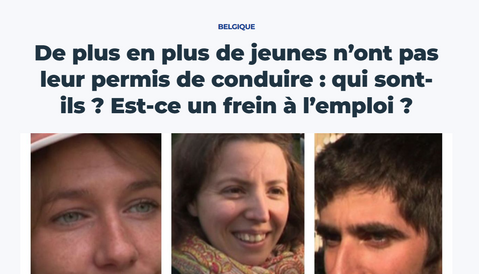 BELGIQUE
De plus en plus de jeunes n’ont pas
leur permis de conduire : qui sont-
ils ? Est-ce un frein à l’emploi ?